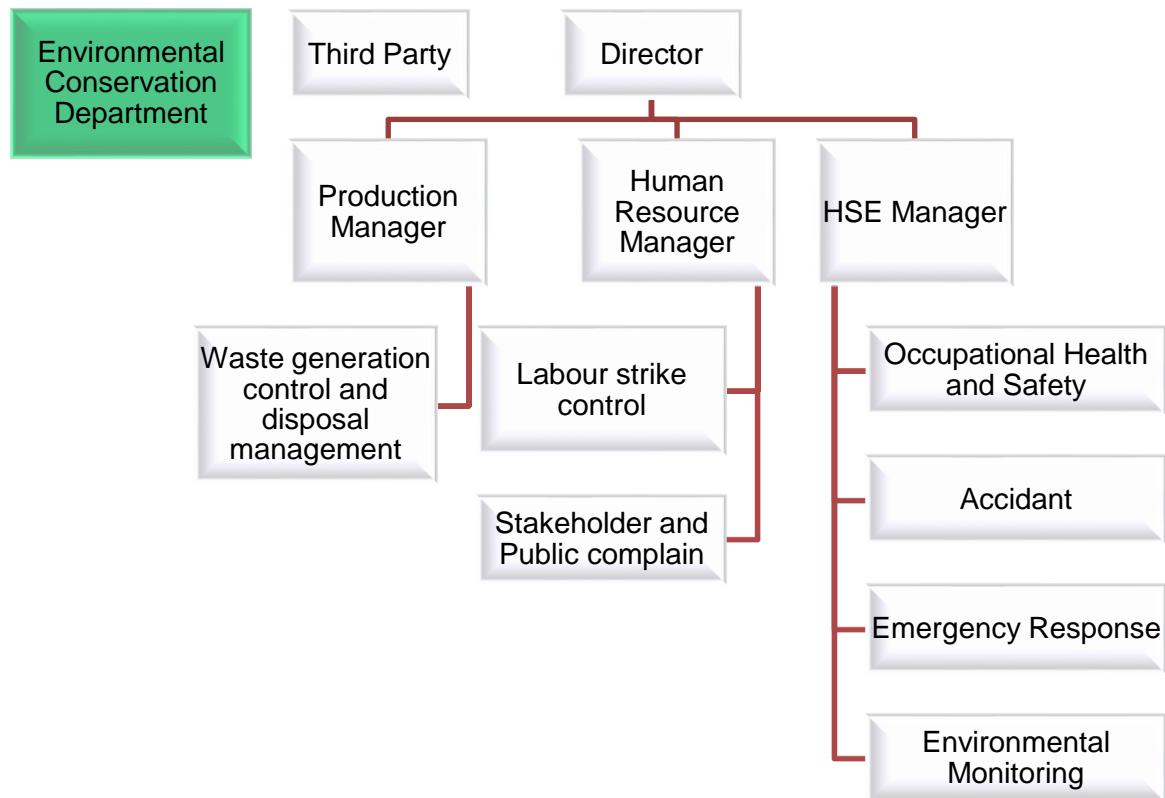 Environmental
Conservation
Department
Third Party
Director
Production
Manager
Human
Resource
Manager
HSE Manager
Waste generation
control and
disposal
management
Labour strike
control
Stakeholder and
Public complain
Occupational Health
and Safety
Accidant
Emergency Response
Environmental
Monitoring